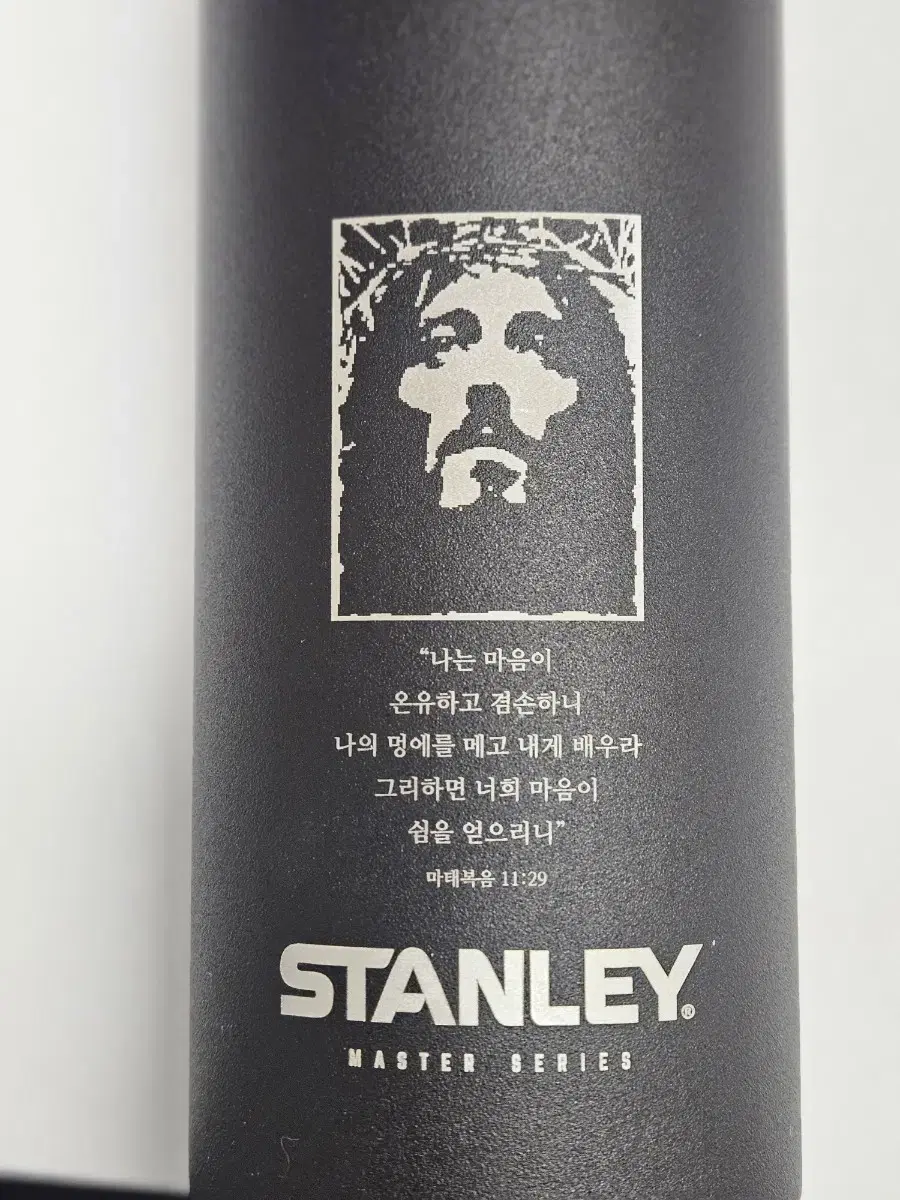 “나는 마음이
온유하고 겸손하니
나의 멍에를 메고 내게 배우라
그리하면 너희 마음이
쉼을 얻으리니”
마태복음 11:29
STANLEY®
MASTER SERIES